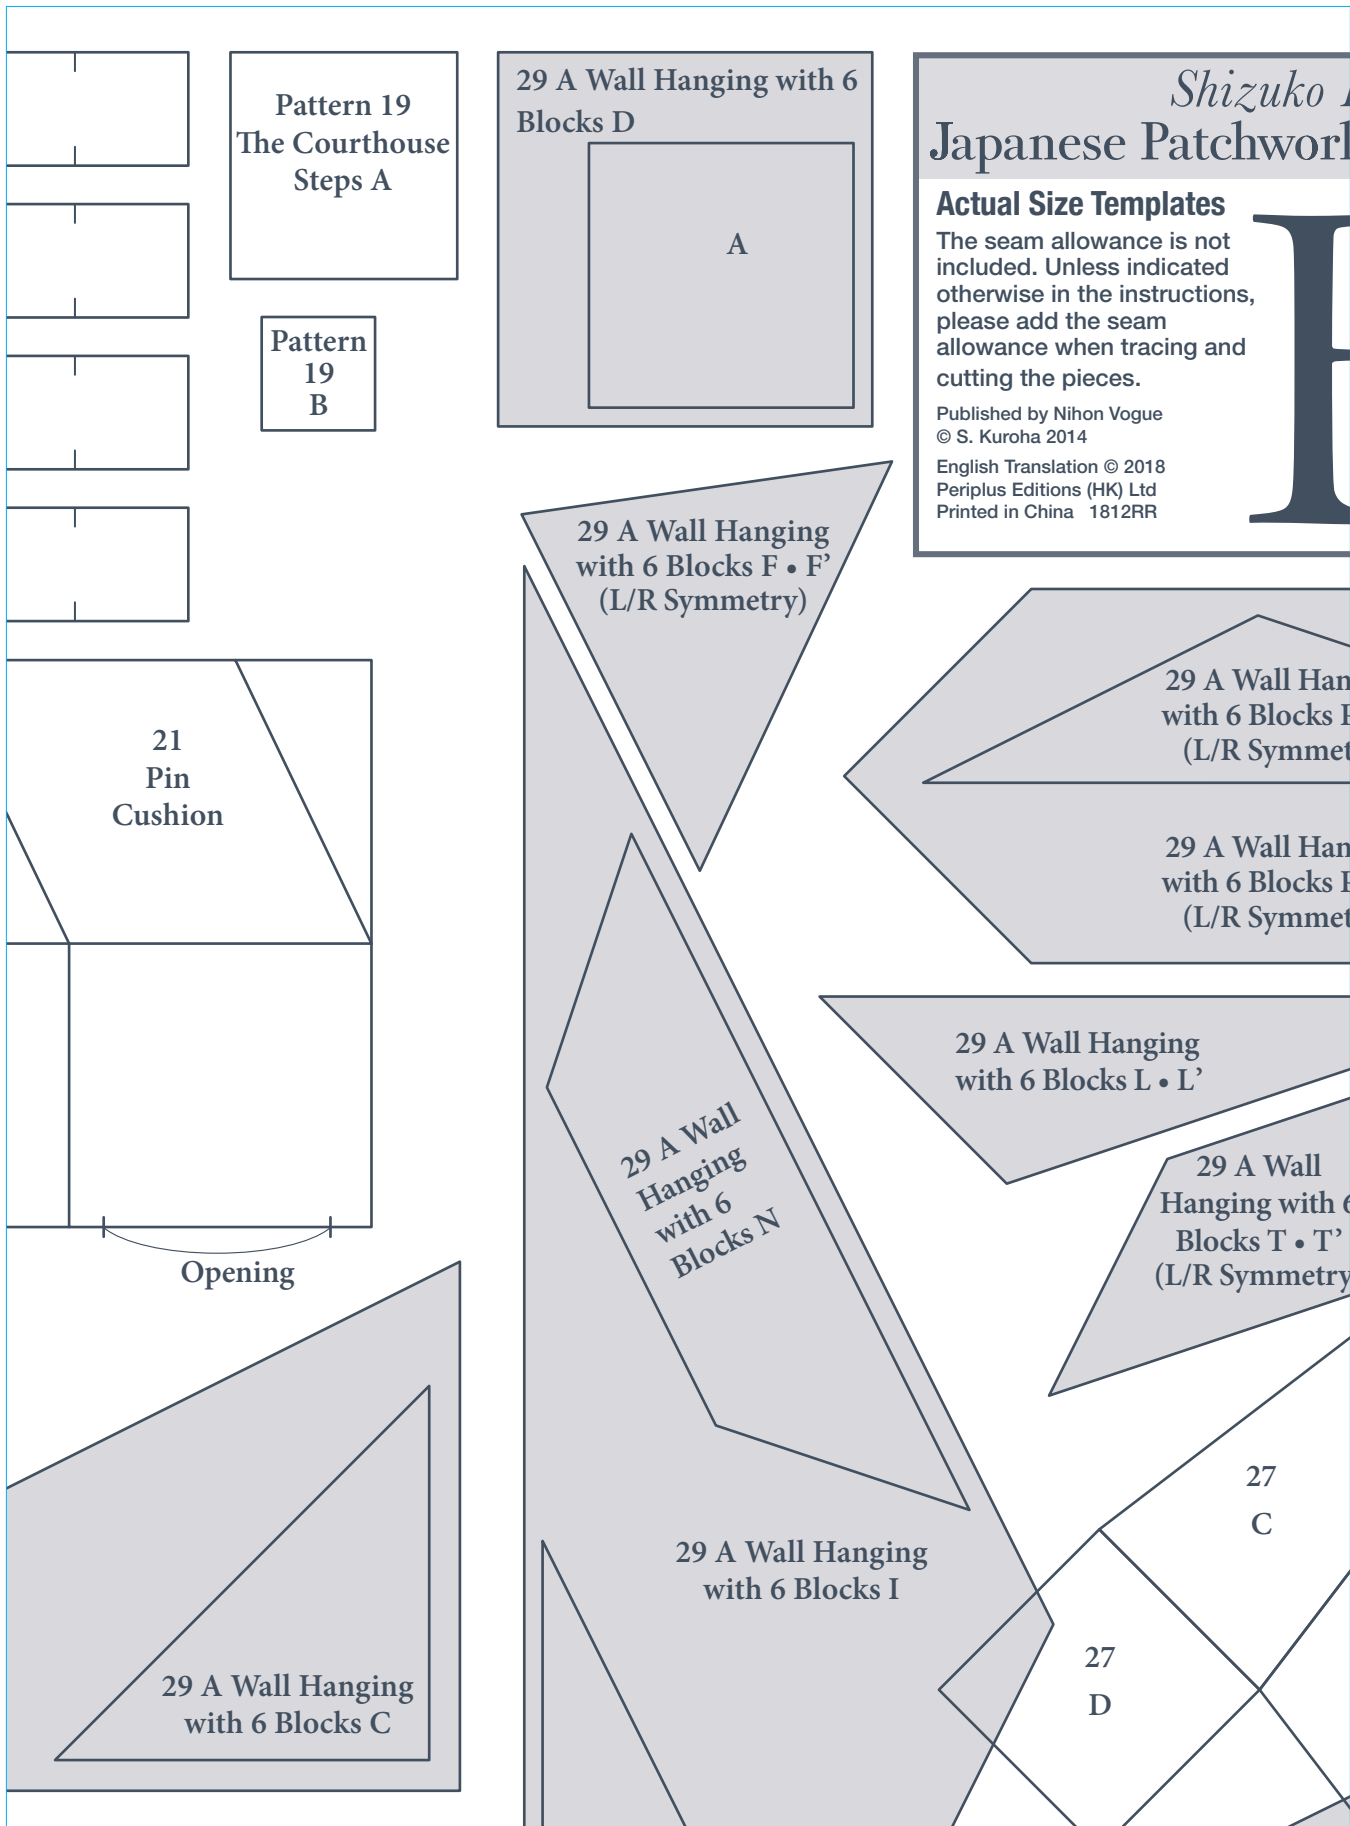 Pattern 19
The Courthouse
Steps A
Pattern
19
B
29 A Wall Hanging with 6
Blocks D
A
Shizuko
Japanese
Actual Size Templates
The seam allowance is not
included. Unless indicated
otherwise in the instructions,
please add the seam
allowance when tracing and
cutting the pieces.
Published by Nihon Vogue
© S. Kuroha 2014
English Translation © 2018
Periplus Editions (HK) Ltd
Printed in China 1812RR
29 A Wall Hanging
with 6 Blocks F • F’
(L/R Symmetry)
29 A Wall
with 6 Blocks
(L/R
29 A Wall
with 6 Blocks
(L/R
21
Pin
Cushion
Opening
29 A Wall Hanging
with 6 Blocks L • L’
29 A Wall
Hanging with 6
Blocks T • T’
(L/R Symmetry
29 A Wall
Hanging
with 6
Blocks N
29 A Wall Hanging
with 6 Blocks I
27
C
27
D
29 A Wall Hanging
with 6 Blocks C